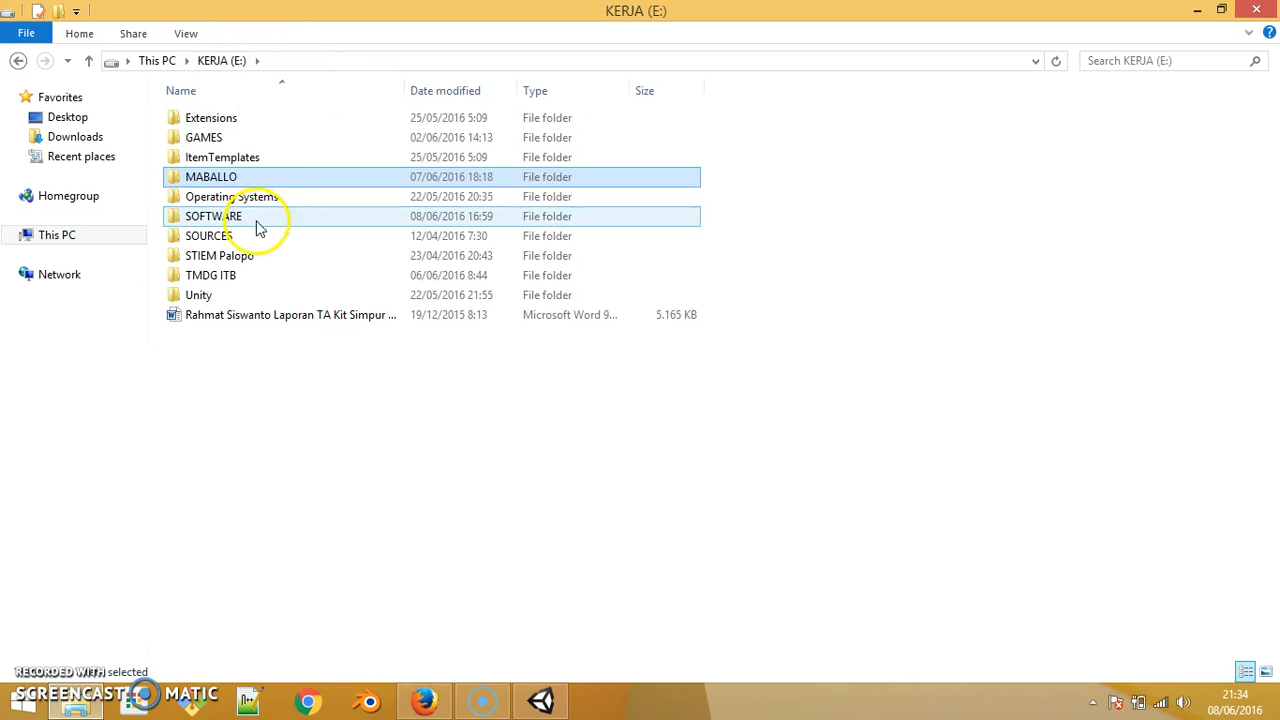 KERJA (E:)
File Home Share View
This PC KERJA (E:) Search KERJA (E:)
Name Date modified Type Size
Favorites
Desktop
Downloads
Recent places
Homegroup
This PC
Network
Extensions 25/05/2016 5:09 File folder
GAMES 02/06/2016 14:13 File folder
ItemTemplates 25/05/2016 5:09 File folder
MABALLO 07/06/2016 18:18 File folder
Operating Systems 22/05/2016 20:35 File folder
SOFTWARE 08/06/2016 16:59 File folder
SOURCES 12/04/2016 7:30 File folder
STIEM Palopo 23/04/2016 20:43 File folder
TMDG ITB 06/06/2016 8:44 File folder
Unity 22/05/2016 21:55 File folder
Rahmat Siswanto Laporan TA Kit Simpur ... 19/12/2015 8:13 Microsoft Word 9... 5.165 KB
selected
RECORDED WITH
SCREENCAST MATIC
21:34
08/06/2016